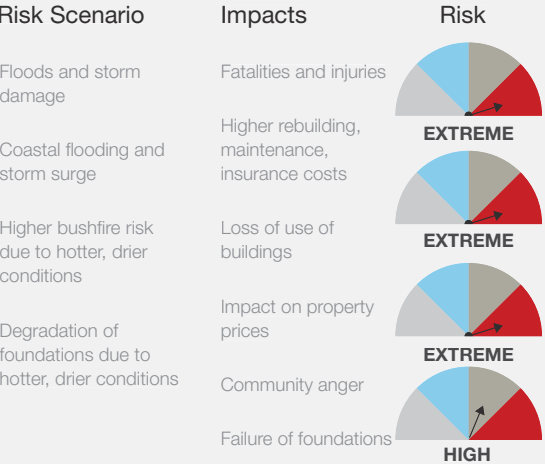 Risk Scenario
Floods and storm
damage
Coastal flooding and
storm surge
Higher bushfire risk
due to hotter, drier
conditions
Degradation of
foundations due to
hotter, drier conditions
Impacts
Fatalities and injuries
Higher rebuilding,
maintenance,
insurance costs
Loss of use of
buildings
Impact on property
prices
Community anger
Failure of foundations
Risk
EXTREME
EXTREME
EXTREME
HIGH